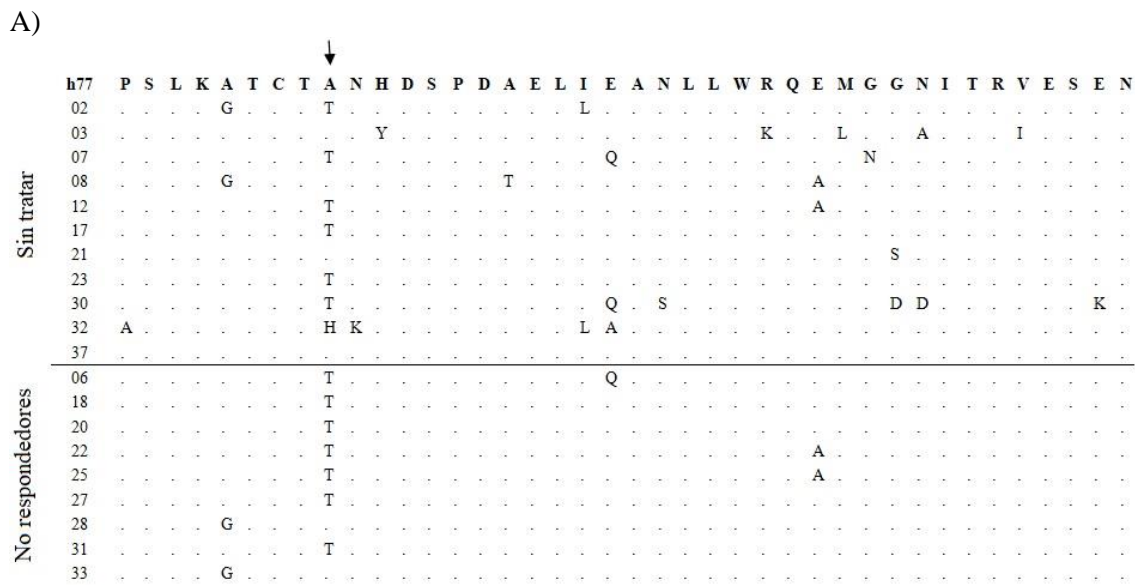 A)
h77 P S L K A T C T A N H D S P D A E L I E A N L L W R Q E M G G N I T R V E S E N
Sin tratar
02 . . . . G . . . T . . . . . . . . . L . . . . . . . . . . . . . . . . . . . . .
03 . . . . . . . . . . Y . . . . . . . . . . . . . . K . . L . . A . . . I . . . .
07 . . . . . . . . T . . . . . . . . . . Q . . . . . . . . . N . . . . . . . . . .
08 . . . . G . . . . . . . . . . T . . . . . . . . . . . A . . . . . . . . . . . .
12 . . . . . . . . T . . . . . . . . . . . . . . . . . . A . . . . . . . . . . . .
17 . . . . . . . . T . . . . . . . . . . . . . . . . . . . . . . . . . . . . . . .
21 . . . . . . . . . . . . . . . . . . . . . . . . . . . . . . S . . . . . . . . .
23 . . . . . . . . T . . . . . . . . . . . . . . . . . . . . . . . . . . . . . . .
30 . . . . . . . . T . . . . . . . . . . Q . S . . . . . . . . D D . . . . . . K .
32 A . . . . . . . H K . . . . . . . . L A . . . . . . . . . . . . . . . . . . . .
37 . . . . . . . . . . . . . . . . . . . . . . . . . . . . . . . . . . . . . . . .
No respondedores
06 . . . . . . . . T . . . . . . . . . . Q . . . . . . . . . . . . . . . . . . . .
18 . . . . . . . . T . . . . . . . . . . . . . . . . . . . . . . . . . . . . . . .
20 . . . . . . . . T . . . . . . . . . . . . . . . . . . . . . . . . . . . . . . .
22 . . . . . . . . T . . . . . . . . . . . . . . . . . . A . . . . . . . . . . . .
25 . . . . . . . . T . . . . . . . . . . . . . . . . . . A . . . . . . . . . . . .
27 . . . . . . . . T . . . . . . . . . . . . . . . . . . . . . . . . . . . . . . .
28 . . . . G . . . . . . . . . . . . . . . . . . . . . . . . . . . . . . . . . . .
31 . . . . . . . . T . . . . . . . . . . . . . . . . . . . . . . . . . . . . . . .
33 . . . . G . . . . . . . . . . . . . . . . . . . . . . . . . . . . . . . . . . .